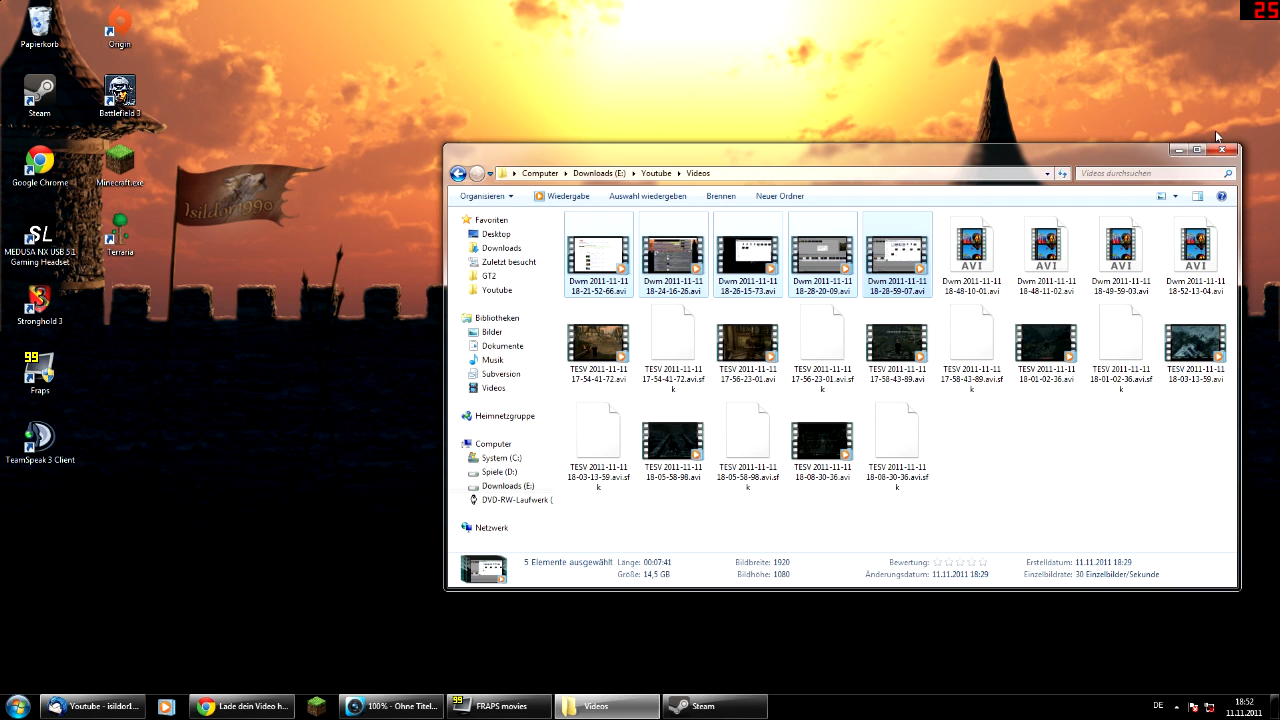 25
Papierkorb
Origin
Steam
Battlefield 3
Google Chrome
Minecraft.exe
MEDUSA NX USB 5.1 Gaming Headset
Terraria
Stronghold 3
99
Fraps
TeamSpeak 3 Client
Isildor1990
Computer Downloads (E:) Youtube Videos
Videos durchsuchen
Organisieren Wiedergabe Auswahl wiedergeben Brennen Neuer Ordner
Favoriten
Desktop
Downloads
Zuletzt besucht
GT2
Youtube
Bibliotheken
Bilder
Dokumente
Musik
Subversion
Videos
Heimnetzgruppe
Computer
System (C:)
Spiele (D:)
Downloads (E:)
DVD-RW-Laufwerk (
Netzwerk
Dwm 2011-11-11 18-21-52-66.avi
Dwm 2011-11-11 18-24-16-26.avi
Dwm 2011-11-11 18-26-15-73.avi
Dwm 2011-11-11 18-28-20-09.avi
Dwm 2011-11-11 18-28-59-07.avi
AVI
Dwm 2011-11-11 18-48-10-01.avi
AVI
Dwm 2011-11-11 18-48-11-02.avi
AVI
Dwm 2011-11-11 18-49-59-03.avi
AVI
Dwm 2011-11-11 18-52-13-04.avi
TESV 2011-11-11 17-54-41-72.avi
TESV 2011-11-11 17-54-41-72.avi.sfk
TESV 2011-11-11 17-56-23-01.avi
TESV 2011-11-11 17-56-23-01.avi.sfk
TESV 2011-11-11 17-58-43-89.avi
TESV 2011-11-11 17-58-43-89.avi.sfk
TESV 2011-11-11 18-01-02-36.avi
TESV 2011-11-11 18-01-02-36.avi.sfk
TESV 2011-11-11 18-03-13-59.avi
TESV 2011-11-11 18-03-13-59.avi.sfk
TESV 2011-11-11 18-05-58-98.avi
TESV 2011-11-11 18-05-58-98.avi.sfk
TESV 2011-11-11 18-08-30-36.avi
TESV 2011-11-11 18-08-30-36.avi.sfk
5 Elemente ausgewählt Länge: 00:07:41 Bildbreite: 1920 Bewertung: Erstelldatum: 11.11.2011 18:29
Größe: 14,5 GB Bildhöhe: 1080 Änderungsdatum: 11.11.2011 18:29 Einzelbildrate: 30 Einzelbilder/Sekunde
Youtube - isildor1... Lade dein Video h... 100% - Ohne Titel... 99 FRAPS movies Videos Steam DE 18:52
11.11.2011